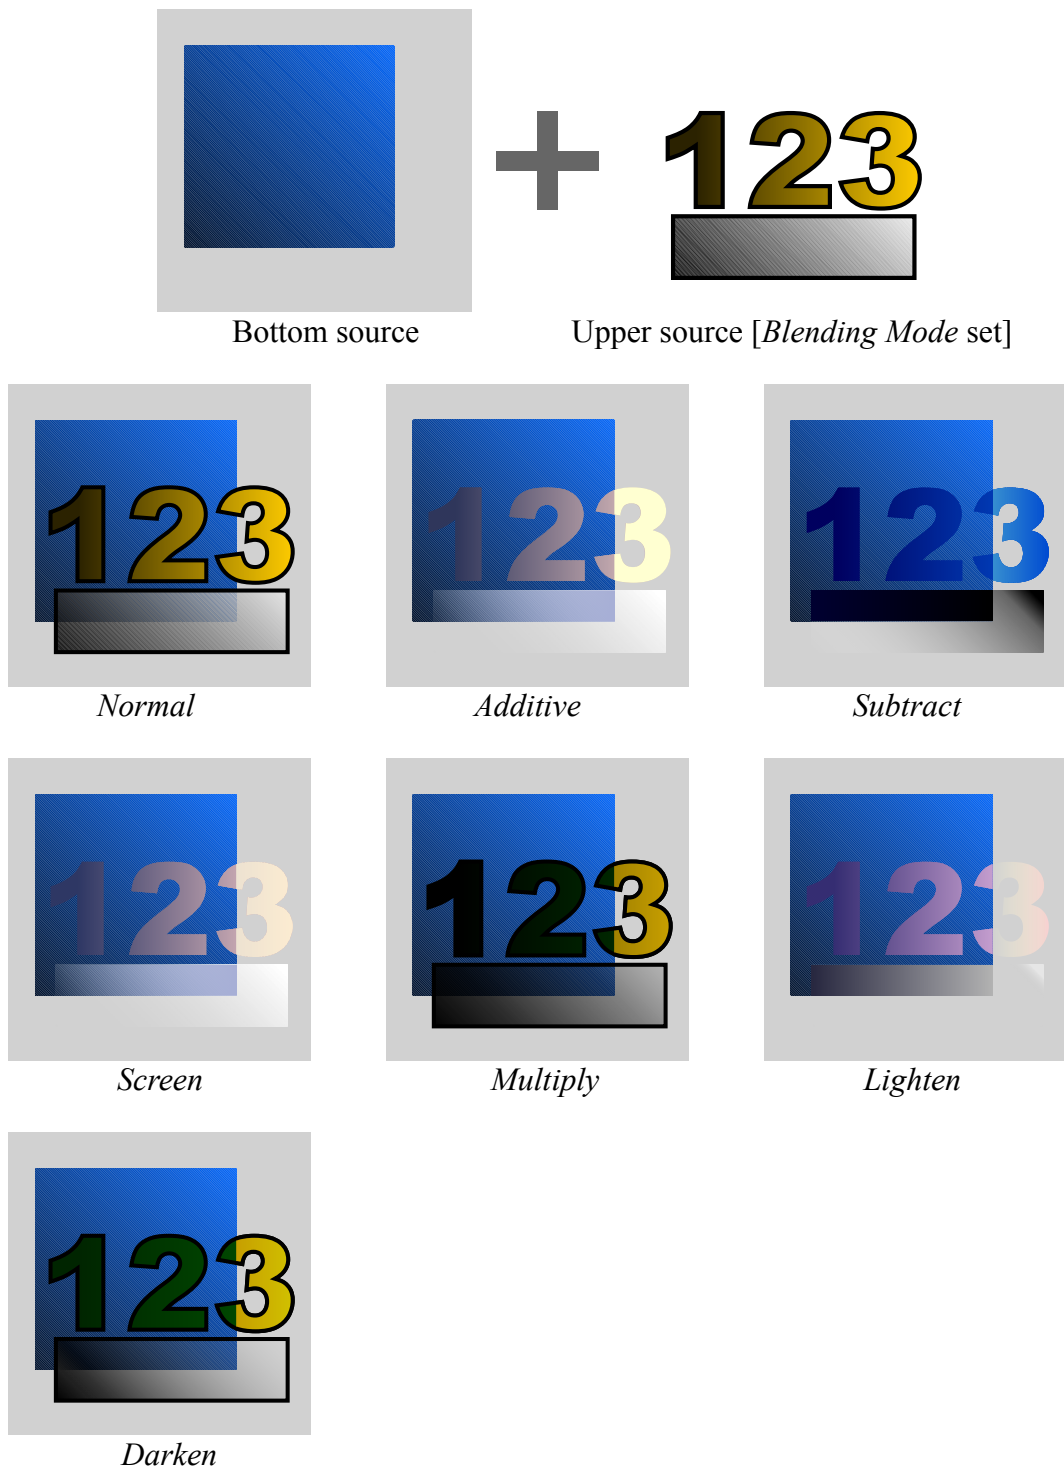 123
Bottom source
Upper source [Blending Mode set]
123
123
123
Normal
Additive
Subtract
123
123
123
Screen
Multiply
Lighten
123
Darken